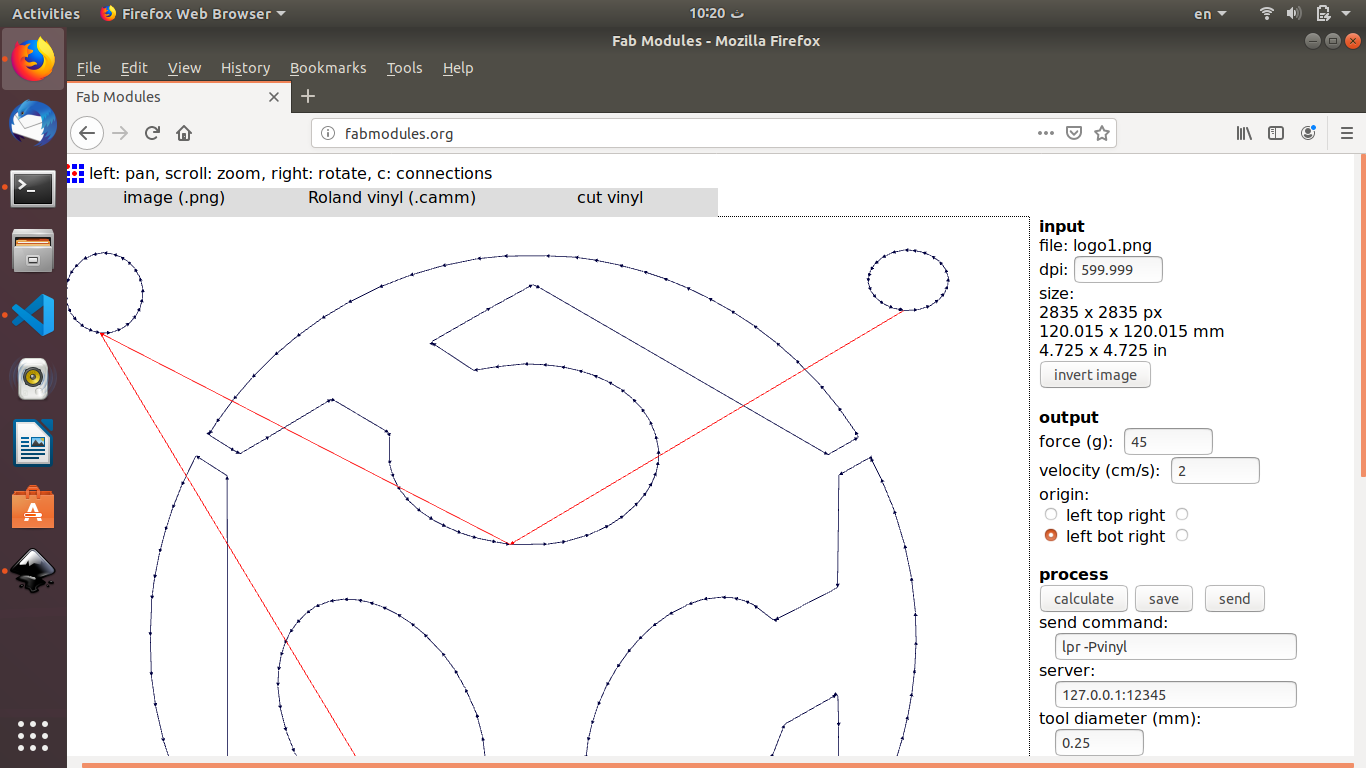 Activities Firefox Web Browser 10:20 ث en
Fab Modules - Mozilla Firefox
File Edit View History Bookmarks Tools Help
Fab Modules
fabmodules.org
left: pan, scroll: zoom, right: rotate, c: connections
image (.png) Roland vinyl (.camm) cut vinyl
input
file: logo1.png
dpi: 599.999
size:
2835 x 2835 px
120.015 x 120.015 mm
4.725 x 4.725 in
invert image
output
force (g): 45
velocity (cm/s): 2
origin:
left top right
left bot right
process
calculate save send
send command:
lpr -Pvinyl
server:
127.0.0.1:12345
tool diameter (mm):
0.25